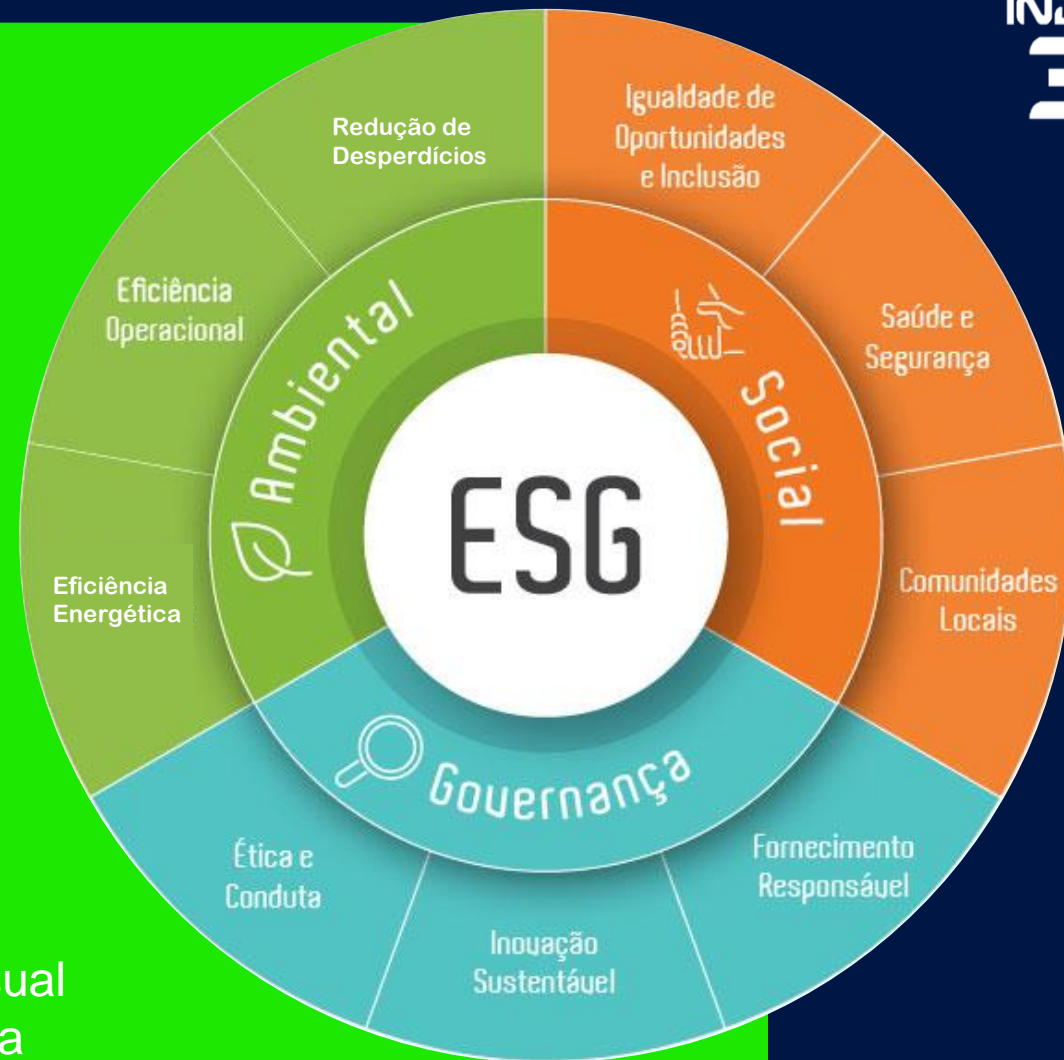 Redução de
Desperdícios
Igualdade de
Oportunidades
e Inclusão
Eficiência
Operacional
Saúde e
Segurança
Ambiental
Social
ESG
Eficiência
Energética
Comunidades
Locais
Governança
Ética e
Conduta
Fornecimento
Responsável
Inovação
Sustentável